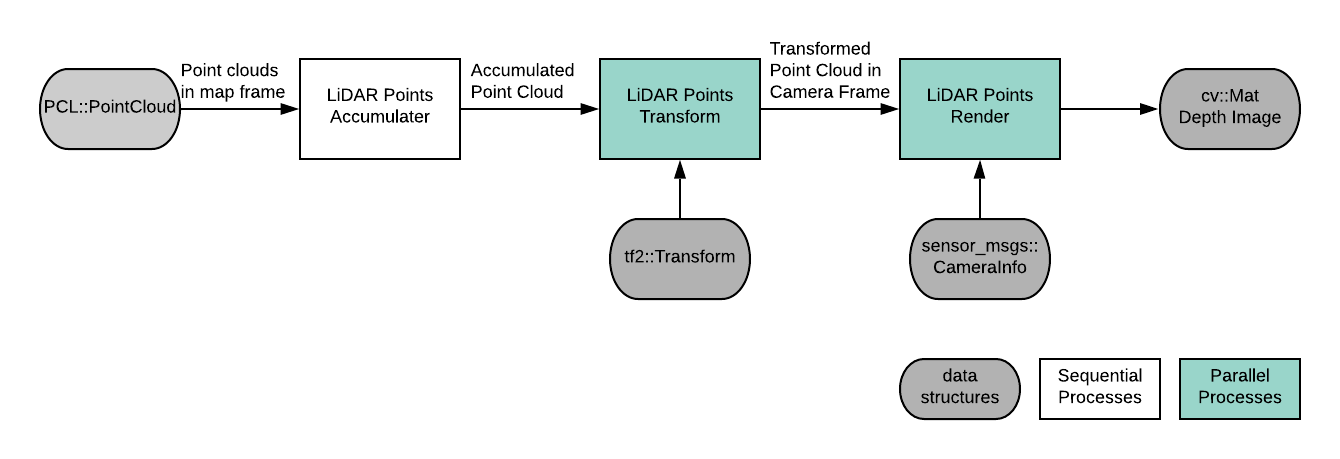 PCL::PointCloud
Point clouds
in map frame
LiDAR Points
Accumulater
Accumulated
Point Cloud
LiDAR Points
Transform
Transformed
Point Cloud in
Camera Frame
LiDAR Points
Render
cv::Mat
Depth Image
tf2::Transform
sensor_msgs::
CameraInfo
data
structures
Sequential
Processes
Parallel
Processes